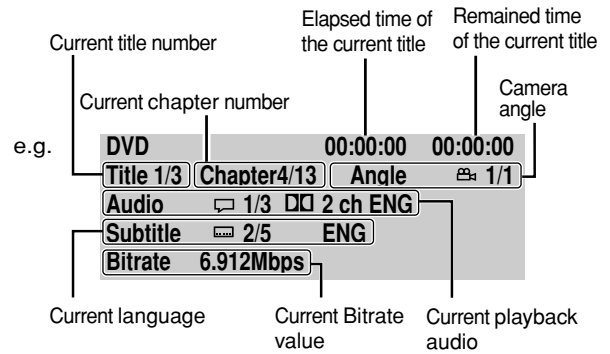 Elapsed time of
the current title
Remained time
of the current title
Current title number
Camera
angle
Current chapter number
e.g.
DVD 00:00:00 00:00:00
Title 1/3 Chapter4/13 Angle 1/1
Audio 1/3 2 ch ENG
Subtitle 2/5 ENG
Bitrate 6.912Mbps
Current language
Current Bitrate
value
Current playback
audio